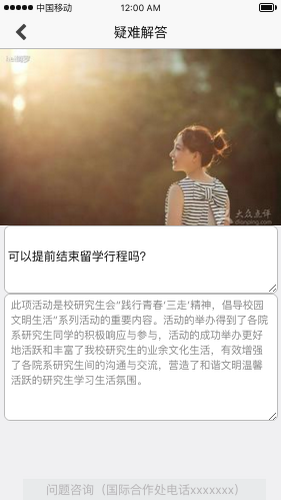 中国移动 12:00 AM
疑难解答
大众点评
dianping.com
可以提前结束留学行程吗?
此项活动是校研究生会"践行青春'三走'精神，倡导校园
文明生活"系列活动的重要内容。活动的举办得到了各院
系研究生同学的积极响应与参与，活动的成功举办更好
地活跃和丰富了我校研究生的业余文化生活，有效增强
了各院系研究生间的沟通与交流，营造了和谐文明温馨
活跃的研究生学习生活氛围。
问题咨询（国际合作处电话xxxxxxx）